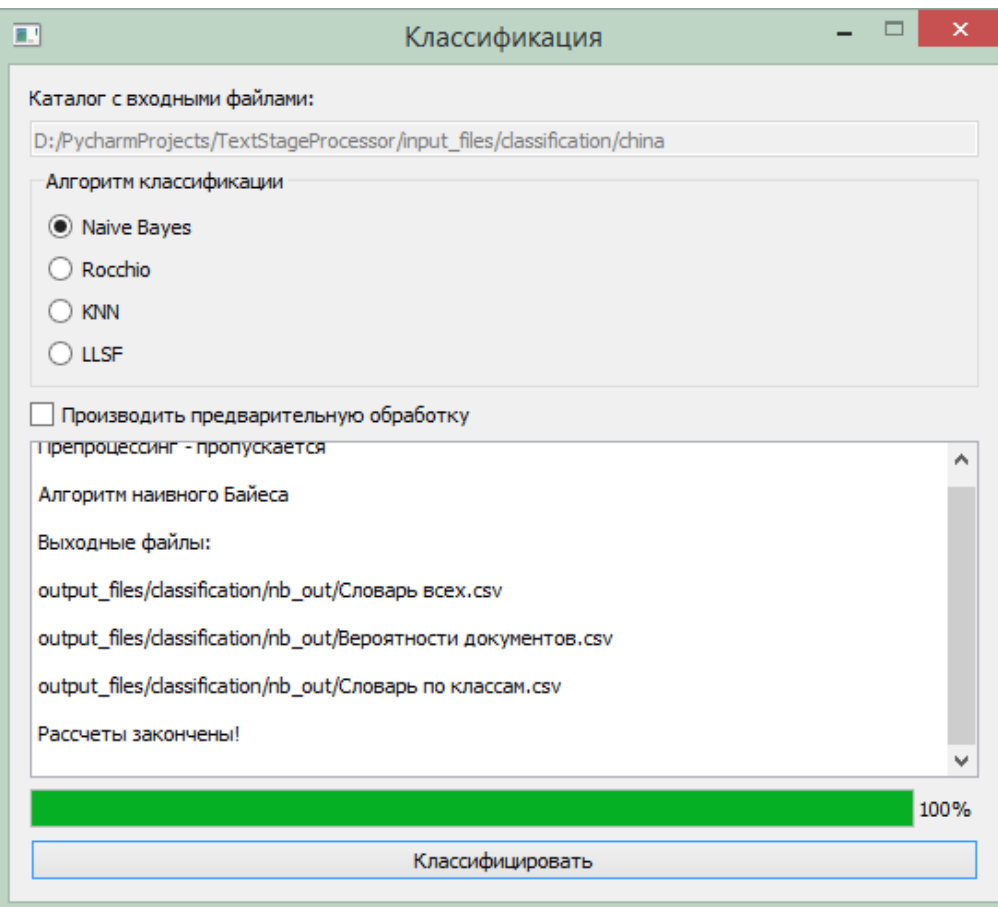 Классификация
Каталог с входными файлами:
D:/PycharmProjects/TextStageProcessor/input_files/classification/china
Алгоритм классификации
Naive Bayes
Rocchio
KNN
LLSF
Производить предварительную обработку
Препроцессинг - пропускается
Алгоритм наивного Байеса
Выходные файлы:
output_files/classification/nb_out/Словарь всех.csv
output_files/classification/nb_out/Вероятности документов.csv
output_files/classification/nb_out/Словарь по классам.csv
Рассчеты закончены!
100%
Классифицировать